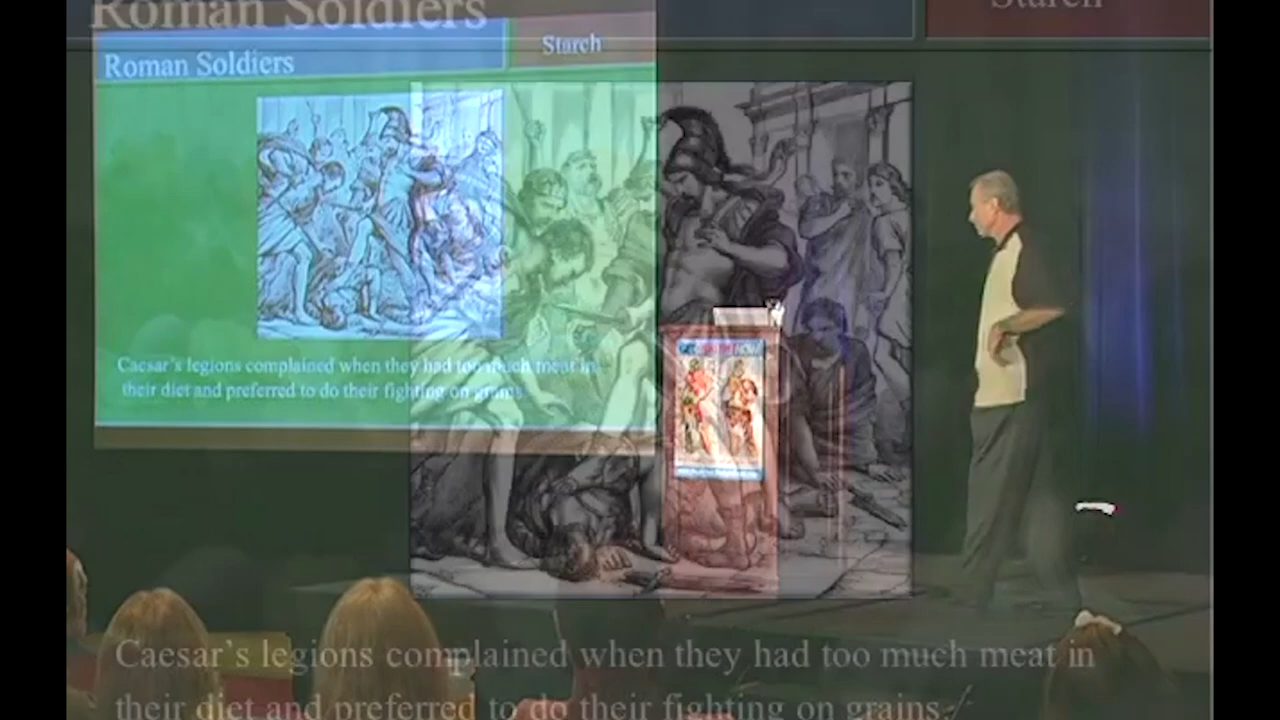 Roman Soldiers
Starch
Roman Soldiers
Starch
Caesar's legions complained when they had too much meat in
their diet and preferred to do their fighting on grains
Caesar's legions complained when they had too much meat in
their diet and preferred to do their fighting on grains.